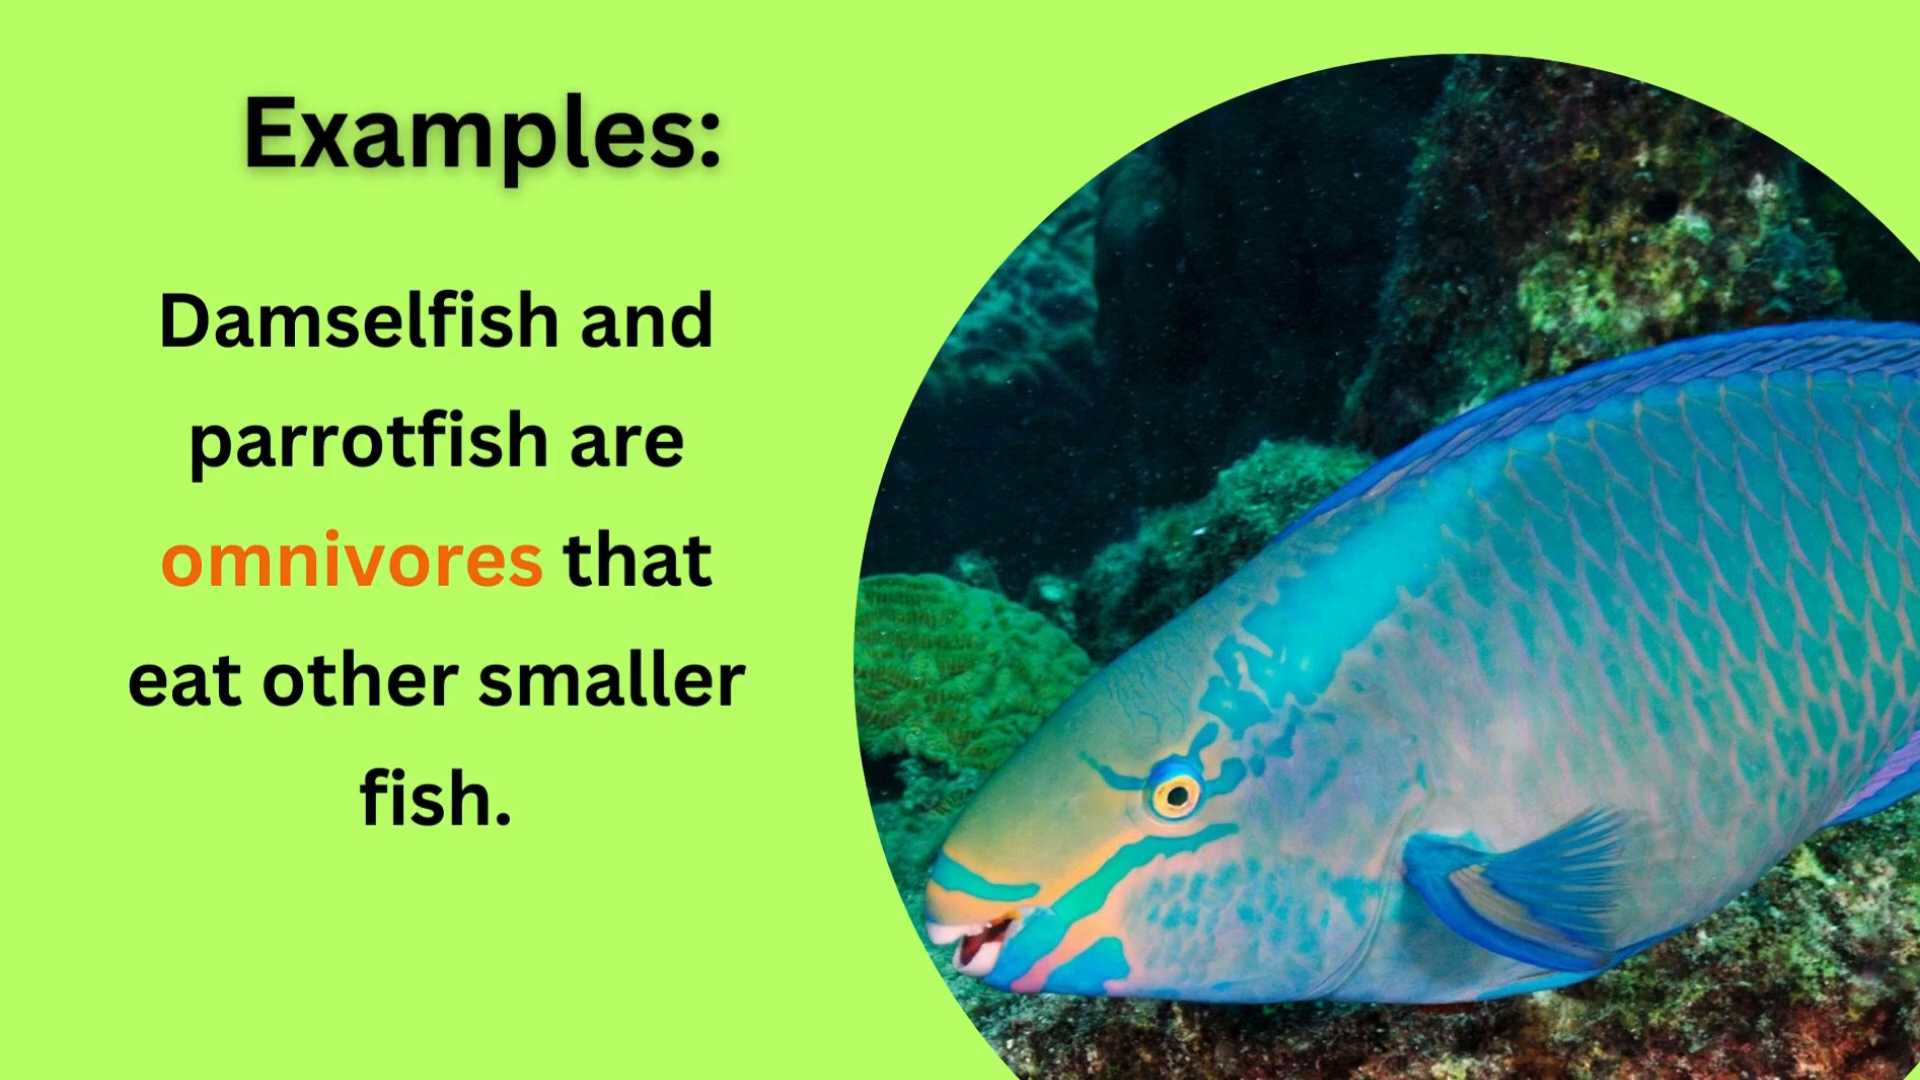 Examples:
Damselfish and
parrotfish are
omnivores that
eat other smaller
fish.